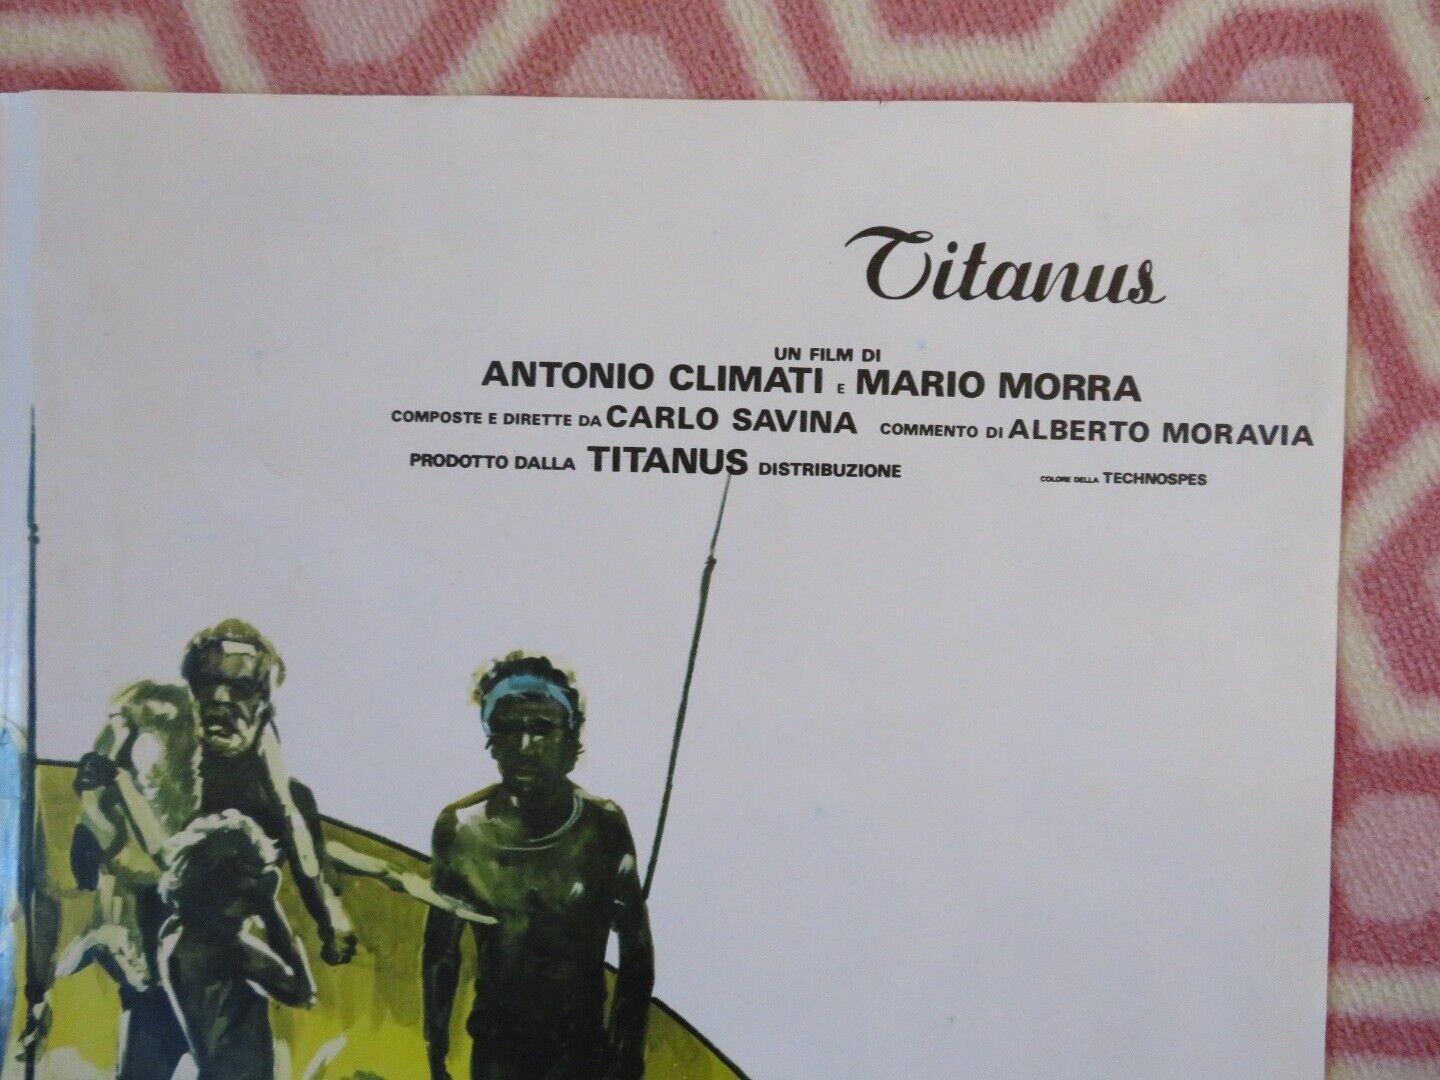 Titanus
UN FILM DI
ANTONIO CLIMATI E MARIO MORRA
COMPOSTE E DIRETTE DA CARLO SAVINA COMMENTO DI ALBERTO MORAVIA
PRODOTTO DALLA TITANUS DISTRIBUZIONE COLORE DELLA TECHNOSPES